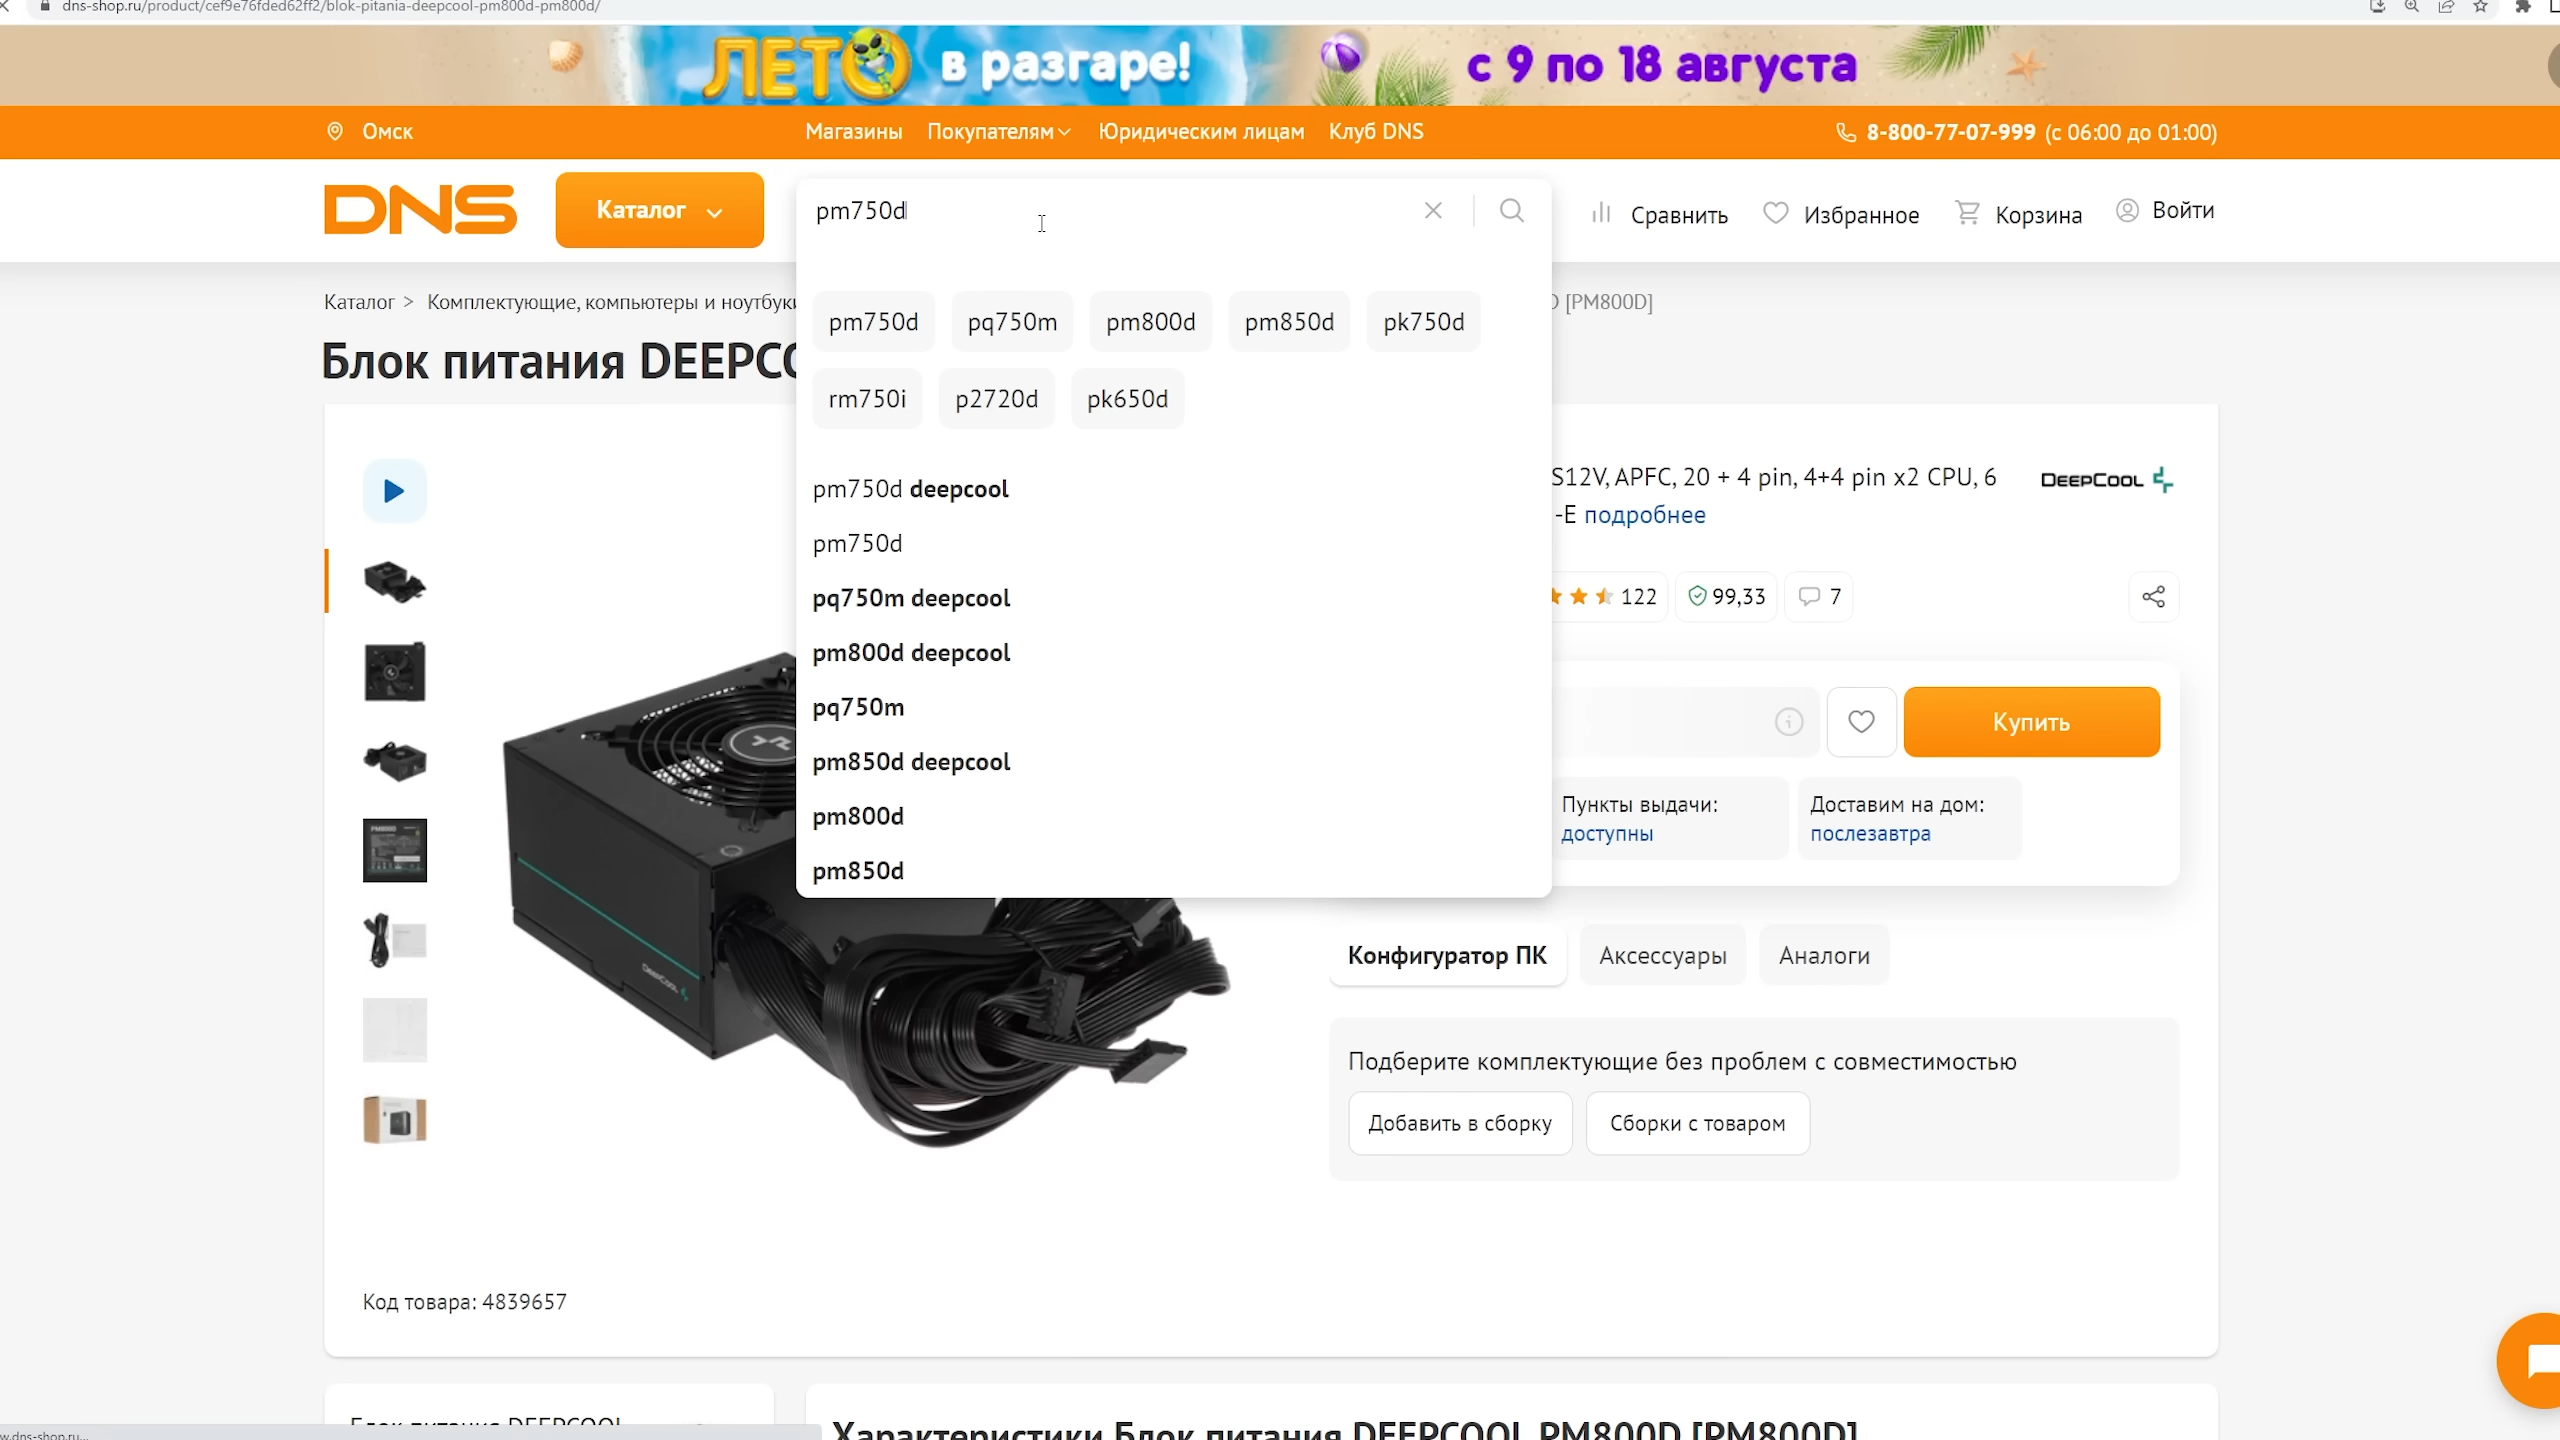 dns-shop.ru/product/cef9e76fded62ff2/blok-pitania-deepcool-pm800d-pm800d/
ЛЕТО в разгаре! с 9 по 18 августа
Омск Магазины Покупателям Юридическим лицам Клуб DNS 8-800-77-07-999 (с 06:00 до 01:00)
DNS Каталог pm750d Сравнить Избранное Корзина Войти
Каталог > Комплектующие, компьютеры и ноутбуки [PM800D]
pm750d pq750m pm800d pm850d pk750d
Блок питания DEEPCO
rm750i p2720d pk650d
S12V, APFC, 20 + 4 pin, 4+4 pin x2 CPU, 6 DEEPCOOL
pm750d deepcool
-E подробнее
pm750d
pq750m deepcool
122 99,33 7
pm800d deepcool
pq750m
Купить
pm850d deepcool
pm800d
Пункты выдачи: Доставим на дом:
доступны послезавтра
pm850d
Конфигуратор ПК Аксессуары Аналоги
DEEPCOOL
Подберите комплектующие без проблем с совместимостью
Добавить в сборку Сборки с товаром
Код товара: 4839657
Блок питания DEEPCOOL
Характеристики Блок питания DEEPCOOL PM800D [PM800D]
w.dns-shop.ru...